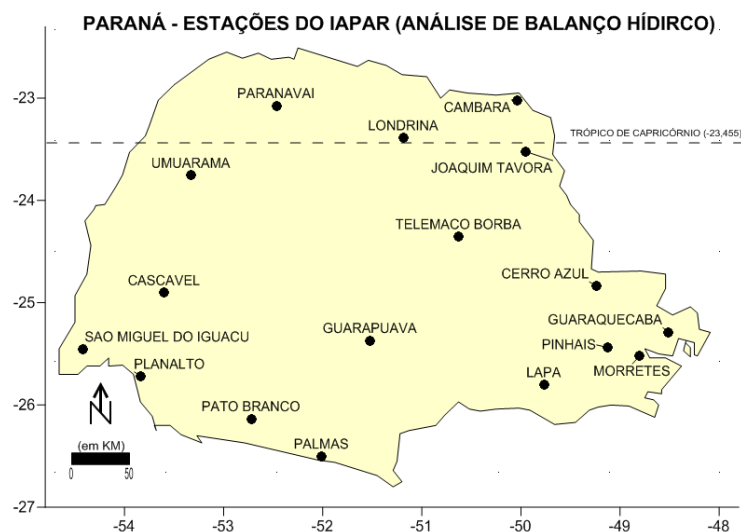 PARANÁ - ESTAÇÕES DO IAPAR (ANÁLISE DE BALANÇO HÍDIRCO)
-23
PARANAVAI
CAMBARA
LONDRINA
TRÓPICO DE CAPRICÓRNIO (-23,455)
UMUARAMA
JOAQUIM TAVORA
-24
TELEMACO BORBA
CERRO AZUL
CASCAVEL
-25
GUARAQUECABA
GUARAPUAVA
SAO MIGUEL DO IGUACU
PINHAIS
PLANALTO
MORRETES
LAPA
-26
N
PATO BRANCO
PALMAS
(em KM)
0 50
-27
-54 -53 -52 -51 -50 -49 -48